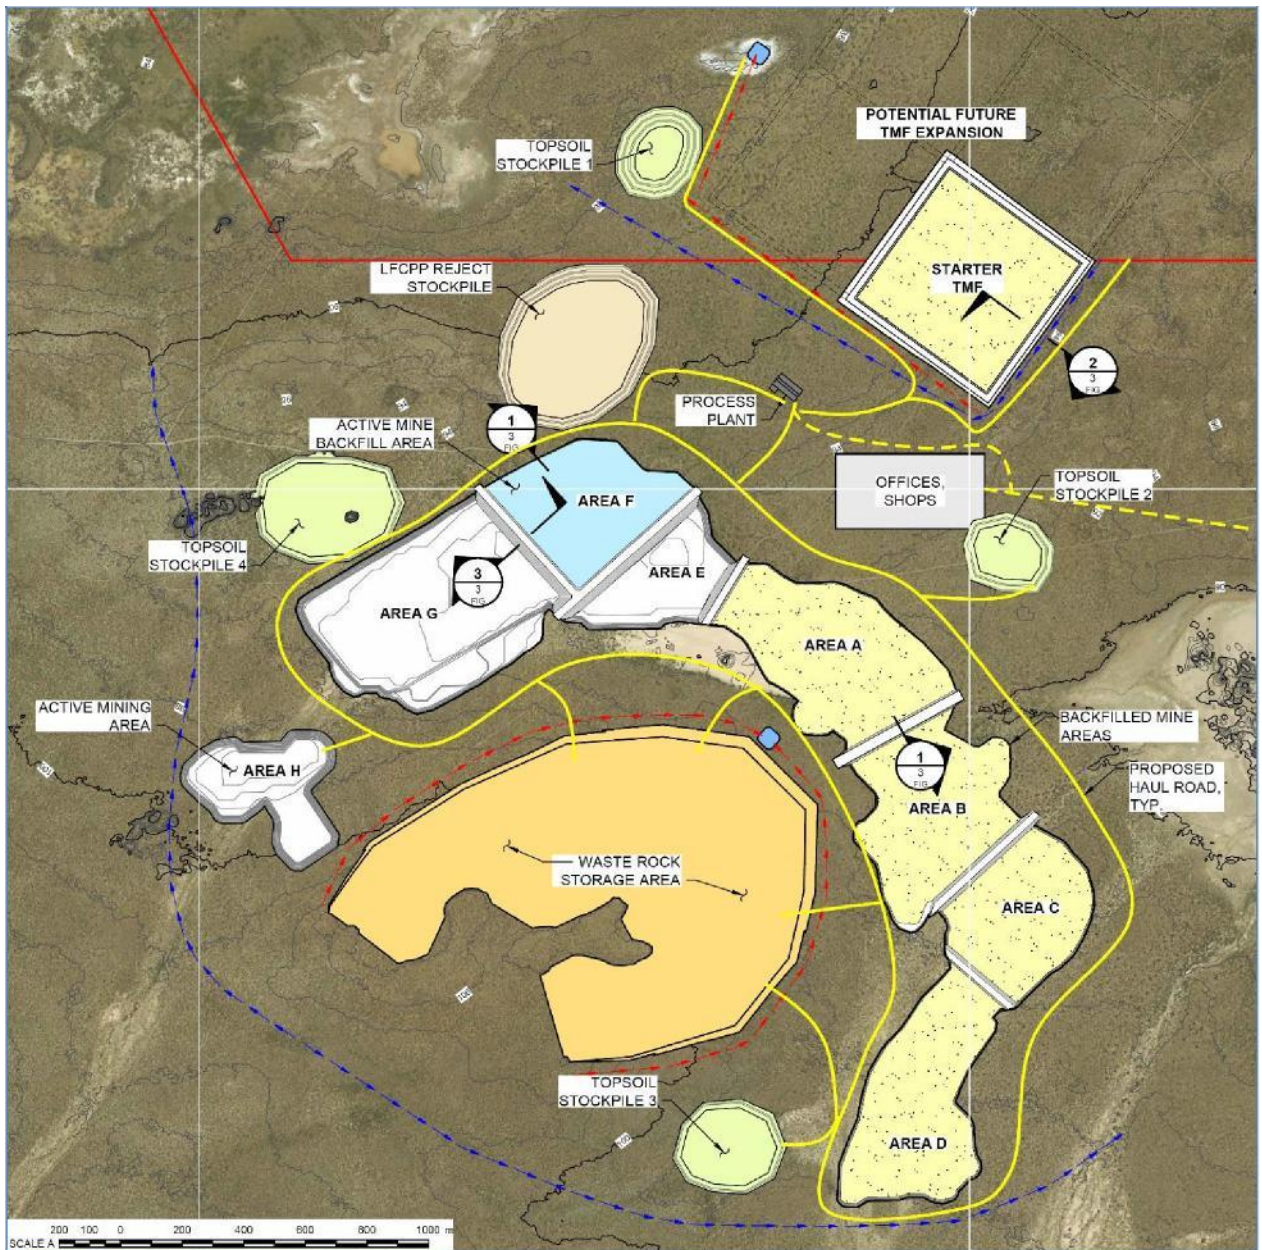 POTENTIAL FUTURE
TMF EXPANSION
TOPSOIL
STOCKPILE 1
STARTER
TMF
LFCPP REJECT
STOCKPILE
2
3
FIG
PROCESS
PLANT
ACTIVE MINE
BACKFILL AREA
1
3
FIG
OFFICES,
SHOPS
TOPSOIL
STOCKPILE 2
AREA F
TOPSOIL
STOCKPILE 4
3
3
FIG
AREA E
AREA G
AREA A
ACTIVE MINING
AREA
AREA H
BACKFILLED MINE
AREAS
1
3
FIG
PROPOSED
HAUL ROAD,
TYP.
AREA B
WASTE ROCK
STORAGE AREA
AREA C
100
TOPSOIL
STOCKPILE 3
100
AREA D
200 100 0 200 400 600 800 1000 m
SCALE A